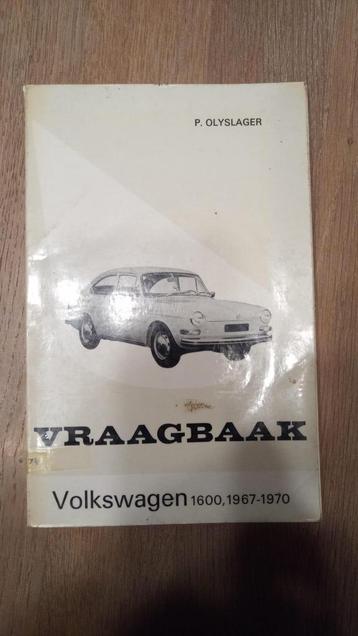 P. OLYSLAGER
VRAAGBAAK
Volkswagen 1600, 1967-1970